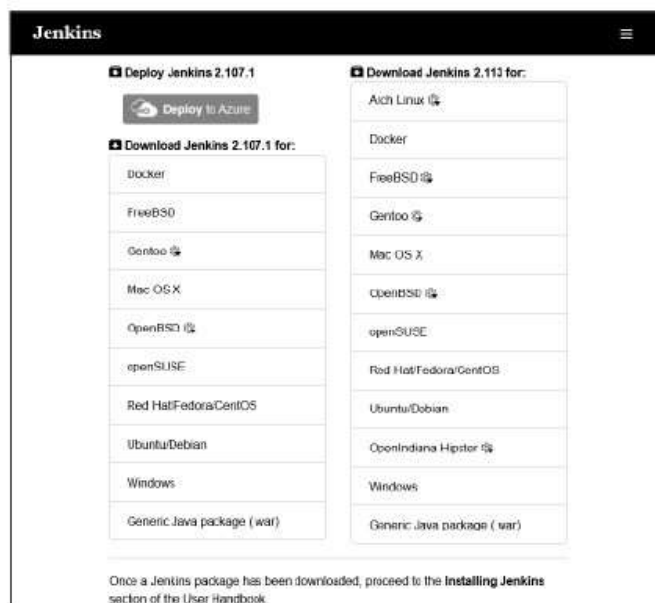 Jenkins
Deploy Jenkins 2.107.1
Deploy to Azure
Download Jenkins 2.107.1 for:
Docker
FreeBSD
Gentoo
Mac OS X
OpenBSD
openSUSE
Red Hat/Fedora/CentOS
Ubuntu/Debian
Windows
Generic Java package (.war)
Download Jenkins 2.113 for:
Arch Linux
Docker
FreeBSD
Gentoo
Mac OS X
OpenBSD
openSUSE
Red Hat/Fedora/CentOS
Ubuntu/Debian
OpenIndiana Hipster
Windows
Generic Java package (.war)
Once a Jenkins package has been downloaded, proceed to the Installing Jenkins
section of the User Handbook.